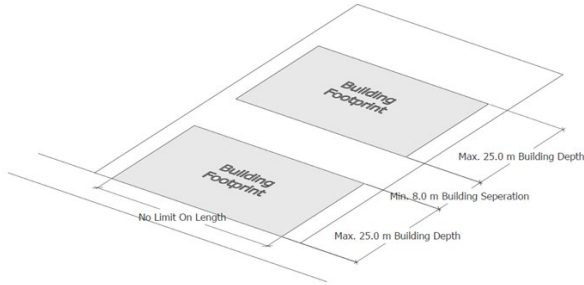 Building
Footprint
Max. 25.0 m Building Depth
Building
Footprint
Min. 8.0 m Building Seperation
No Limit On Length
Max. 25.0 m Building Depth